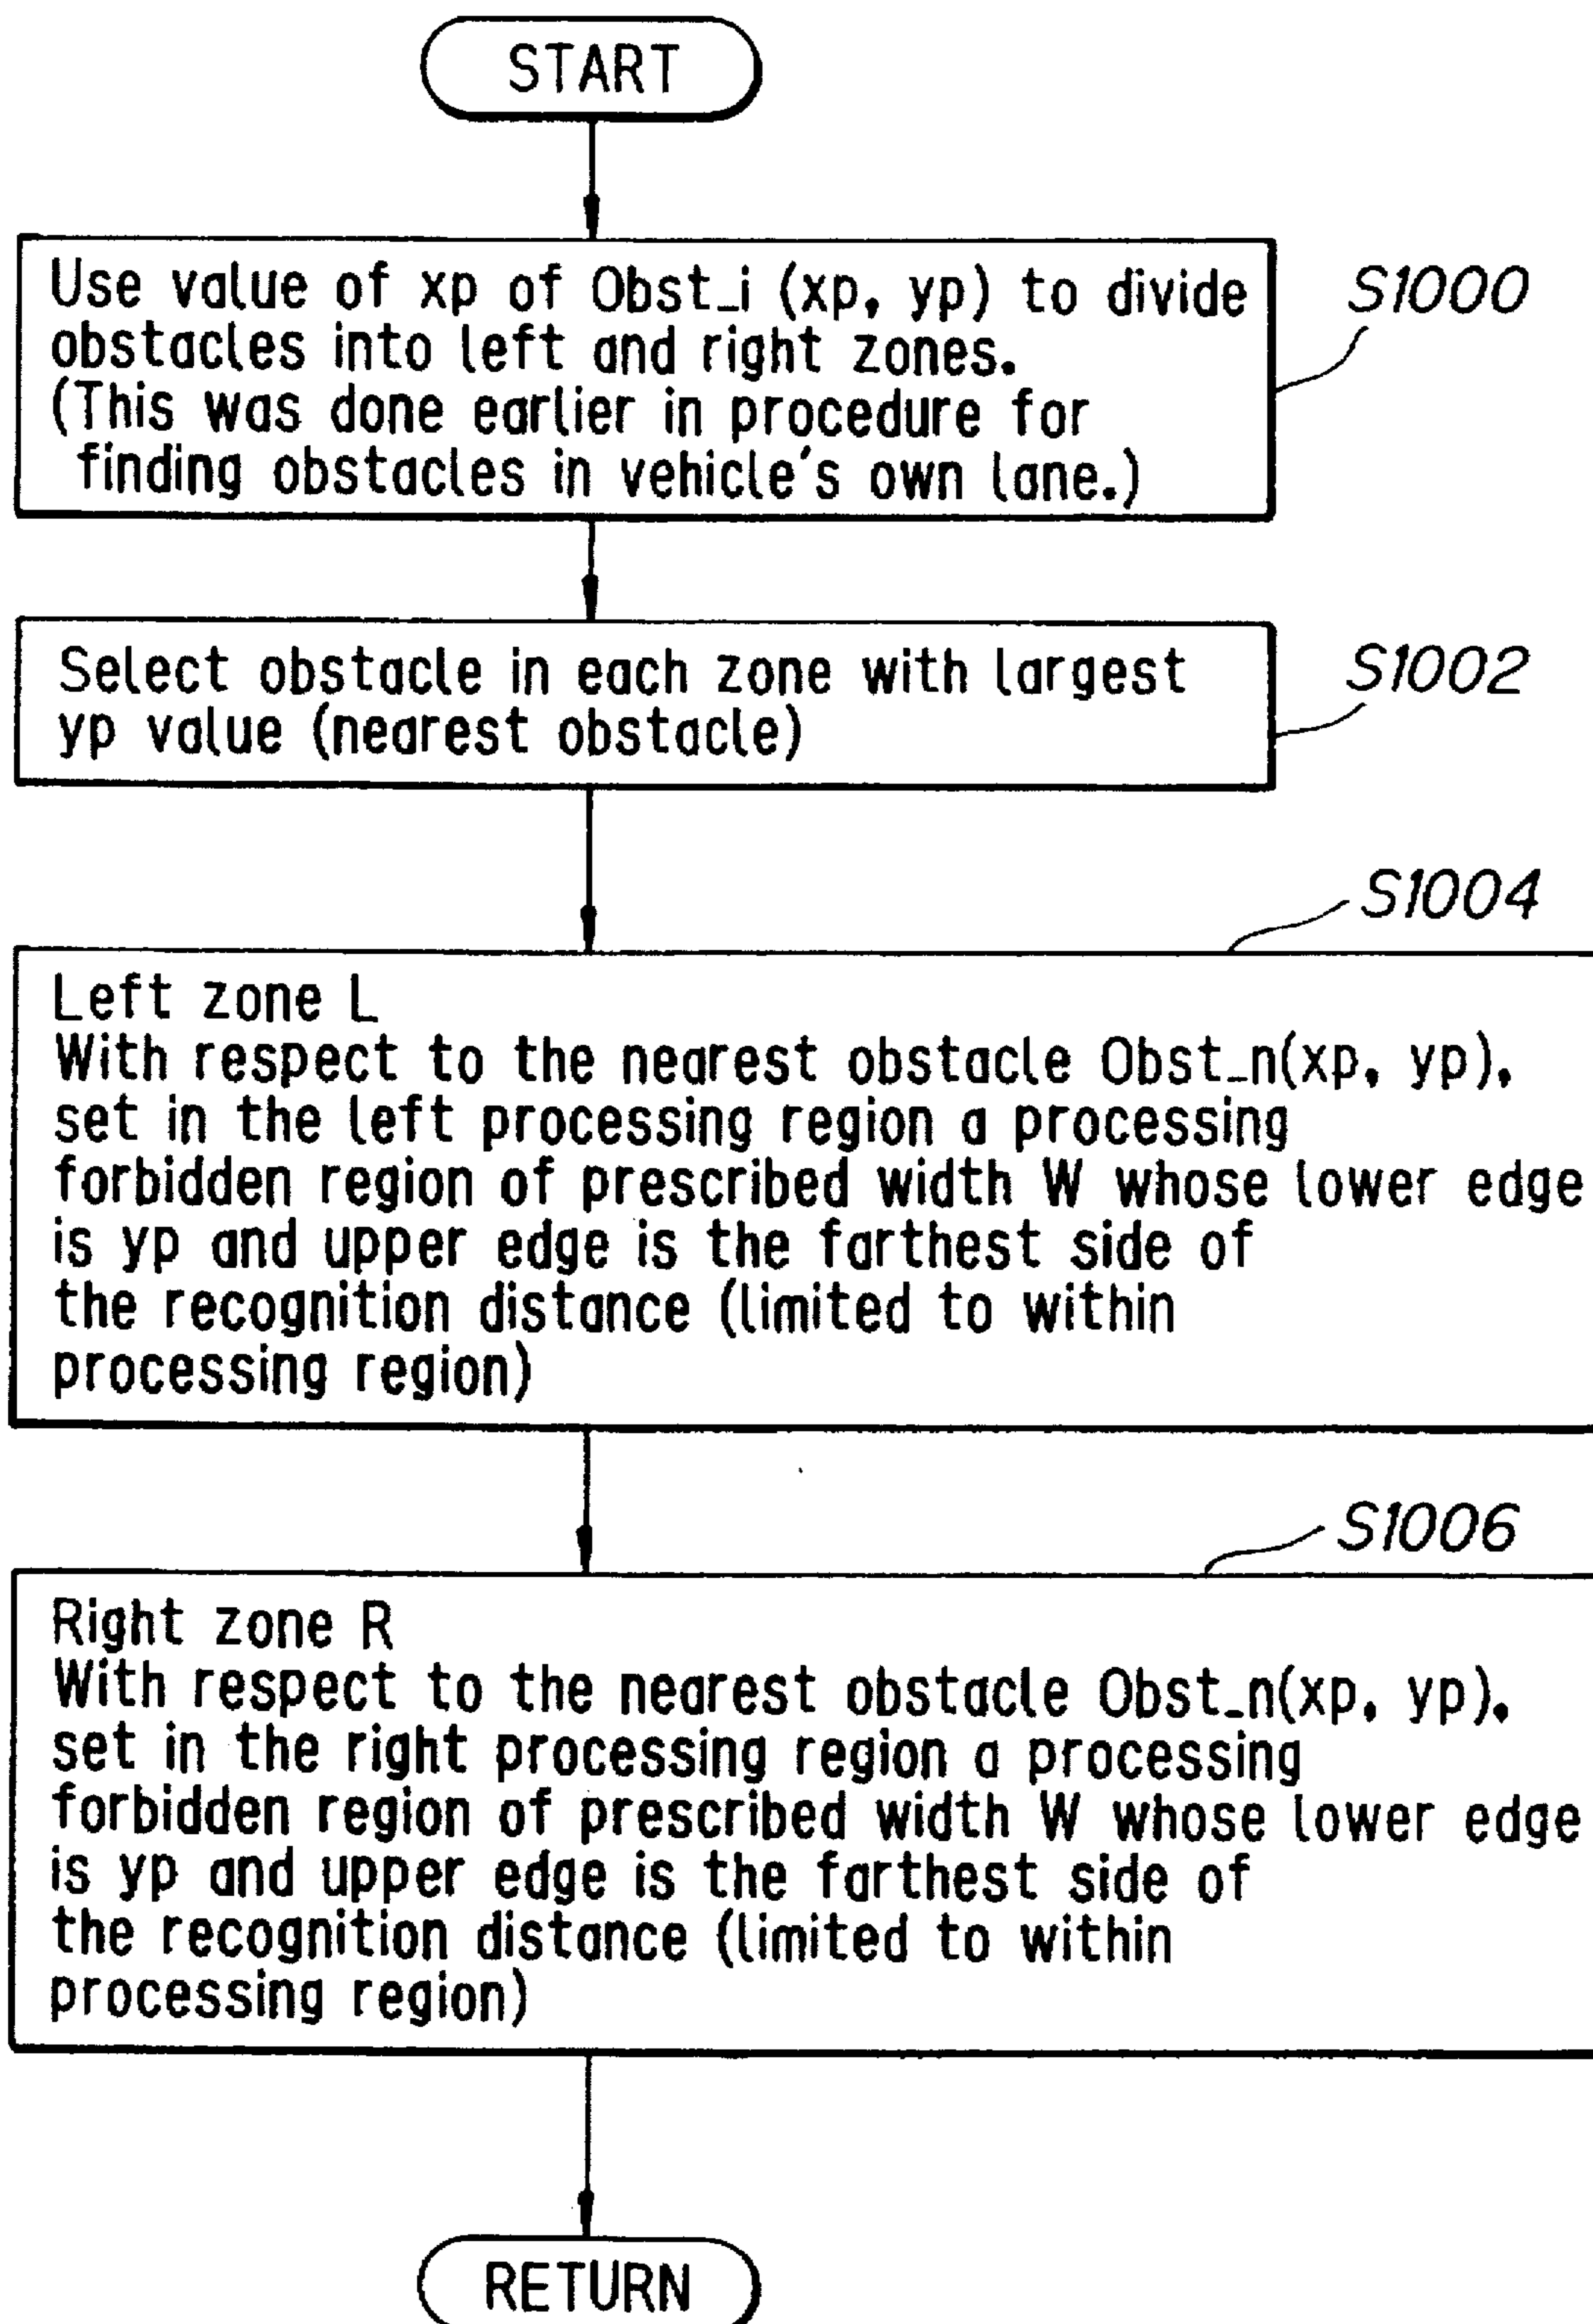 START
Use value of xp of Obst_i (xp, yp) to divide
obstacles into left and right zones.
(This was done earlier in procedure for
finding obstacles in vehicle's own lane.)
S1000
Select obstacle in each zone with largest
yp value (nearest obstacle)
S1002
S1004
Left zone L
With respect to the nearest obstacle Obst_n(xp, yp),
set in the left processing region a processing
forbidden region of prescribed width W whose lower edge
is yp and upper edge is the farthest side of
the recognition distance (limited to within
processing region)
S1006
Right zone R
With respect to the nearest obstacle Obst_n(xp, yp),
set in the right processing region a processing
forbidden region of prescribed width W whose lower edge
is yp and upper edge is the farthest side of
the recognition distance (limited to within
processing region)
RETURN